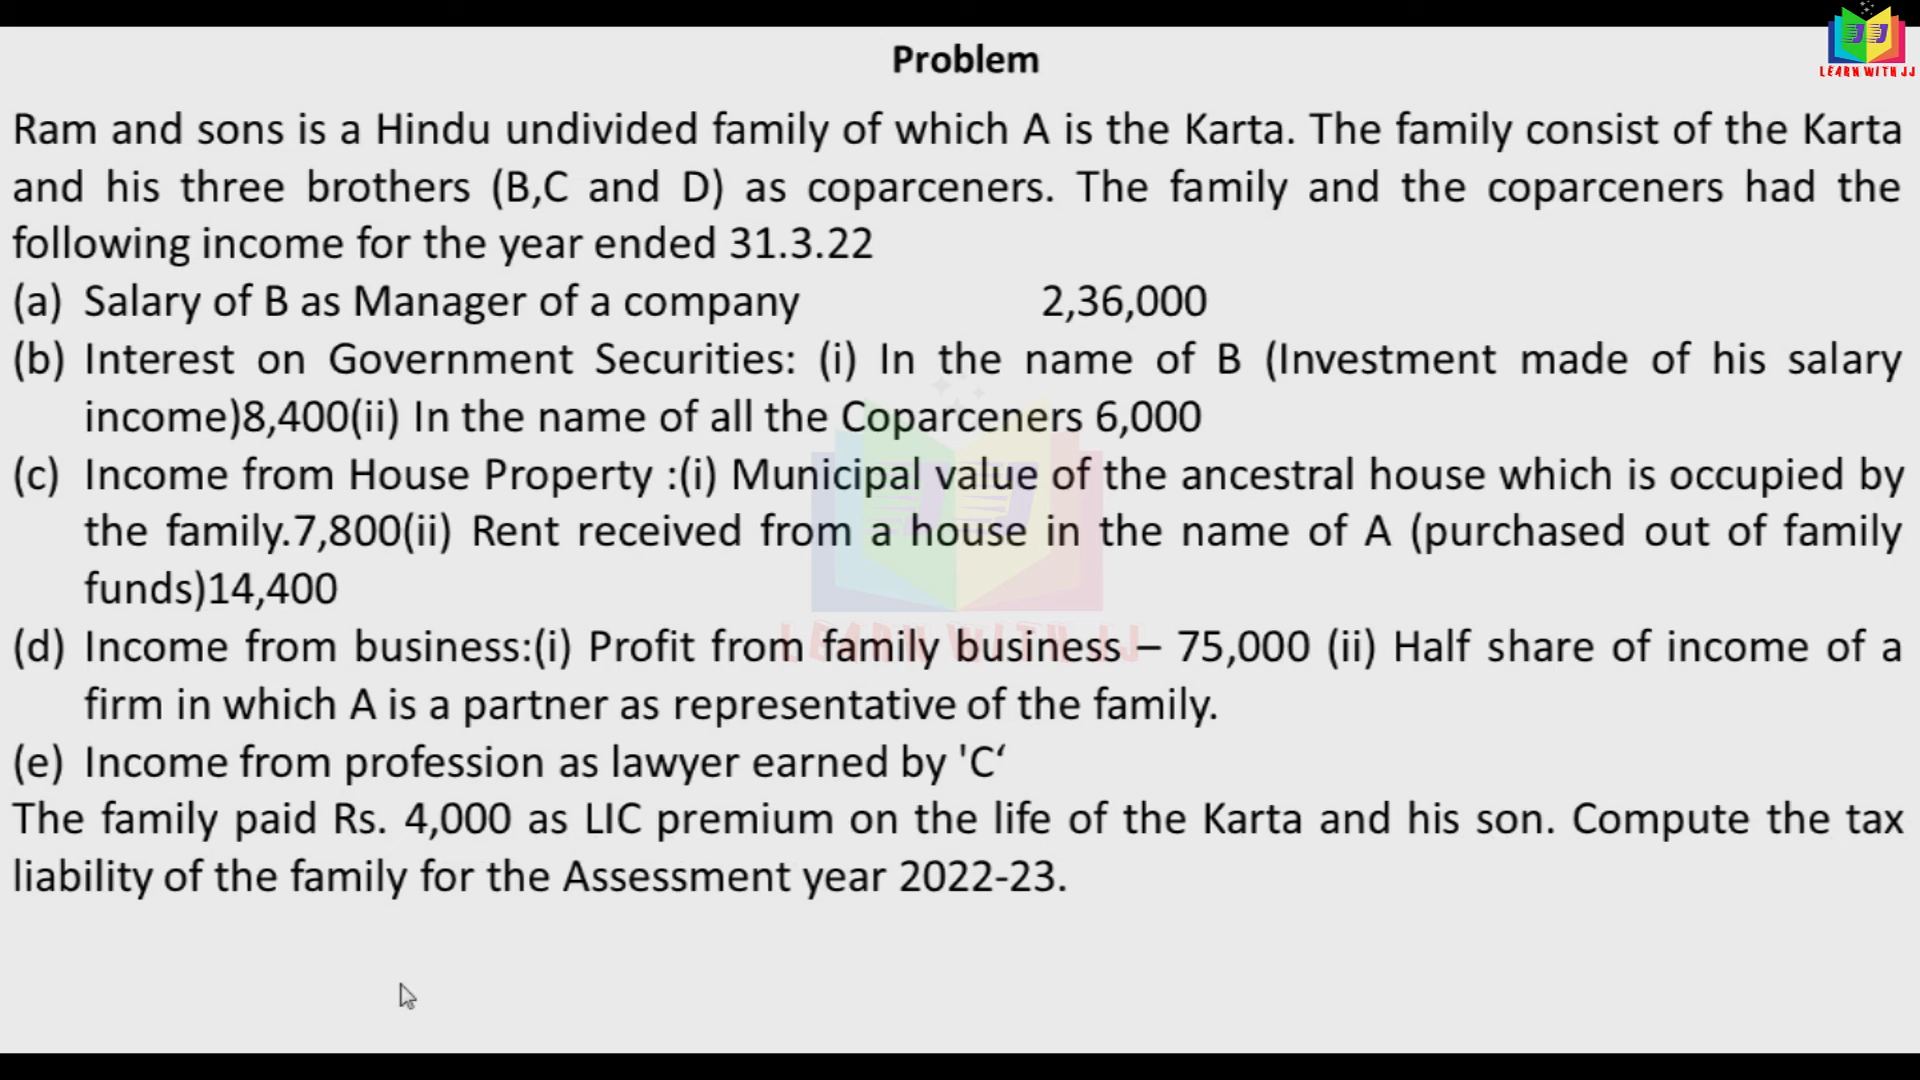 JJ
LEARN WITH JJ
Problem
Ram and sons is a Hindu undivided family of which A is the Karta. The family consist of the Karta
and his three brothers (B,C and D) as coparceners. The family and the coparceners had the
following income for the year ended 31.3.22
(a) Salary of B as Manager of a company 2,36,000
(b) Interest on Government Securities: (i) In the name of B (Investment made of his salary
income)8,400(ii) In the name of all the Coparceners 6,000
(c) Income from House Property :(i) Municipal value of the ancestral house which is occupied by
the family.7,800(ii) Rent received from a house in the name of A (purchased out of family
funds)14,400
(d) Income from business:(i) Profit from family business – 75,000 (ii) Half share of income of a
firm in which A is a partner as representative of the family.
(e) Income from profession as lawyer earned by 'C‘
The family paid Rs. 4,000 as LIC premium on the life of the Karta and his son. Compute the tax
liability of the family for the Assessment year 2022-23.
JJ
LEARN WITH JJ